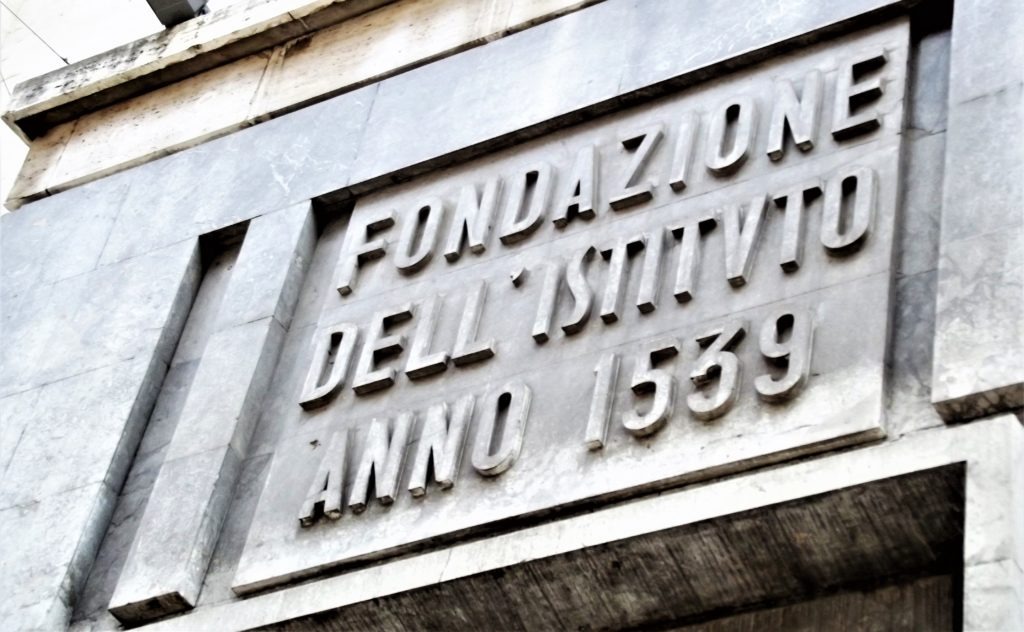 FONDAZIONE
DELL'ISTITVTO
ANNO 1539